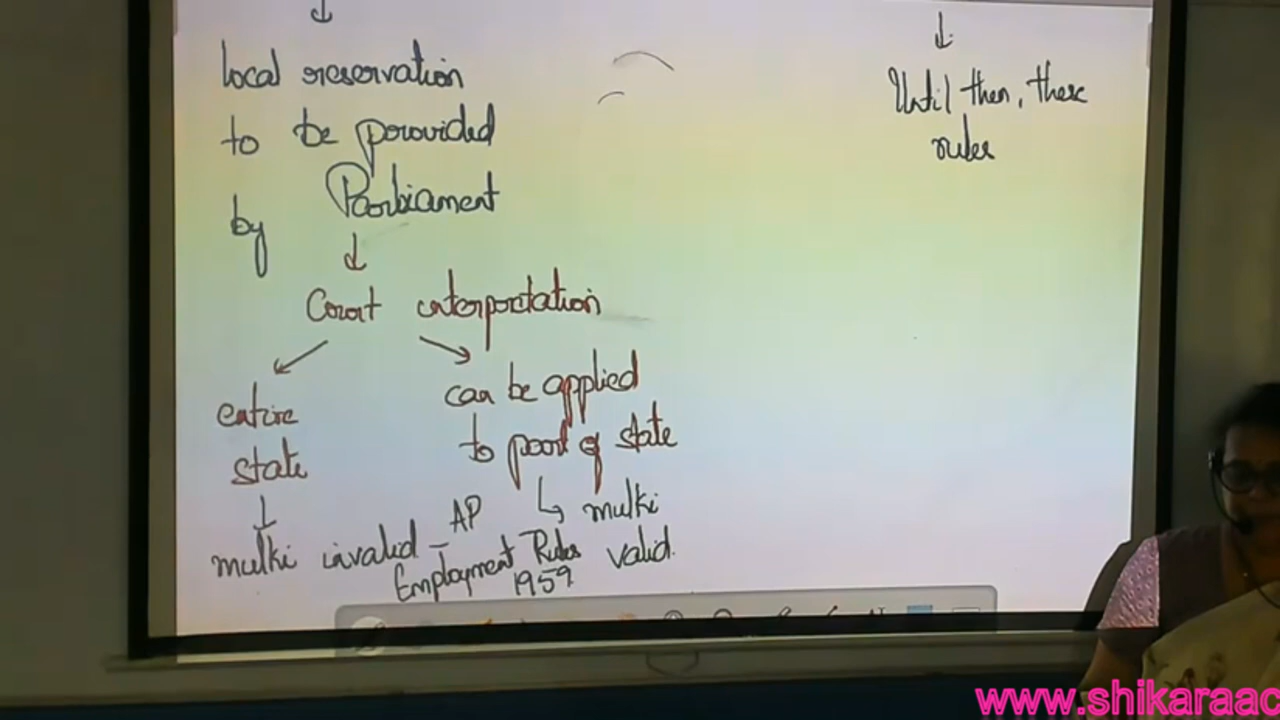 local reservation
to be provided
by Parliament
Court interpretation
entire
state
can be applied
to part of state
multi invalid - AP
Employment Rules
1959
mulki
valid.
Until then, these
rules
www.shikaraac